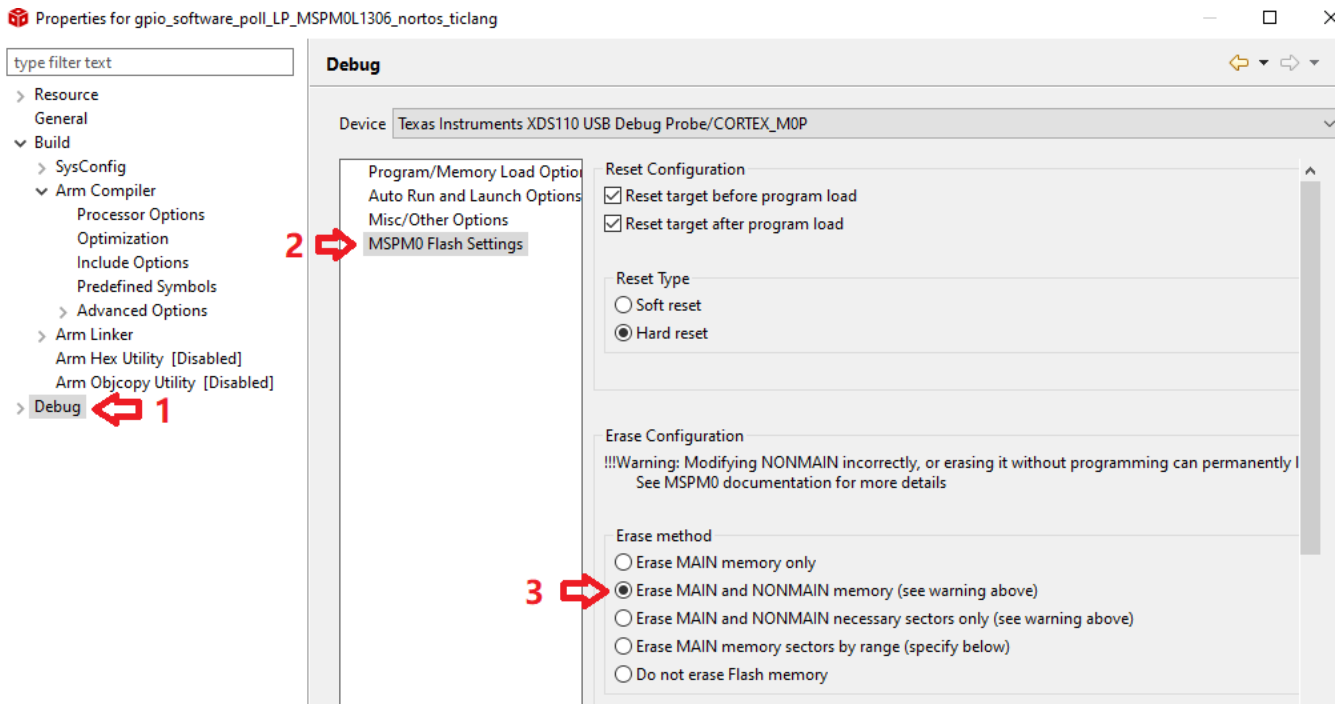 Properties for gpio_software_poll_LP_MSPM0L1306_nortos_ticlang
type filter text
Resource
General
Build
SysConfig
Arm Compiler
Processor Options
Optimization
Include Options
Predefined Symbols
Advanced Options
Arm Linker
Arm Hex Utility [Disabled]
Arm Objcopy Utility [Disabled]
Debug
1
Debug
Device
Texas Instruments XDS110 USB Debug Probe/CORTEX_M0P
Program/Memory Load Option
Auto Run and Launch Options
Misc/Other Options
2
MSPM0 Flash Settings
Reset Configuration
Reset target before program load
Reset target after program load
Reset Type
Soft reset
Hard reset
Erase Configuration
!!!Warning: Modifying NONMAIN incorrectly, or erasing it without programming can permanently l
See MSPM0 documentation for more details
Erase method
Erase MAIN memory only
3
Erase MAIN and NONMAIN memory (see warning above)
Erase MAIN and NONMAIN necessary sectors only (see warning above)
Erase MAIN memory sectors by range (specify below)
Do not erase Flash memory